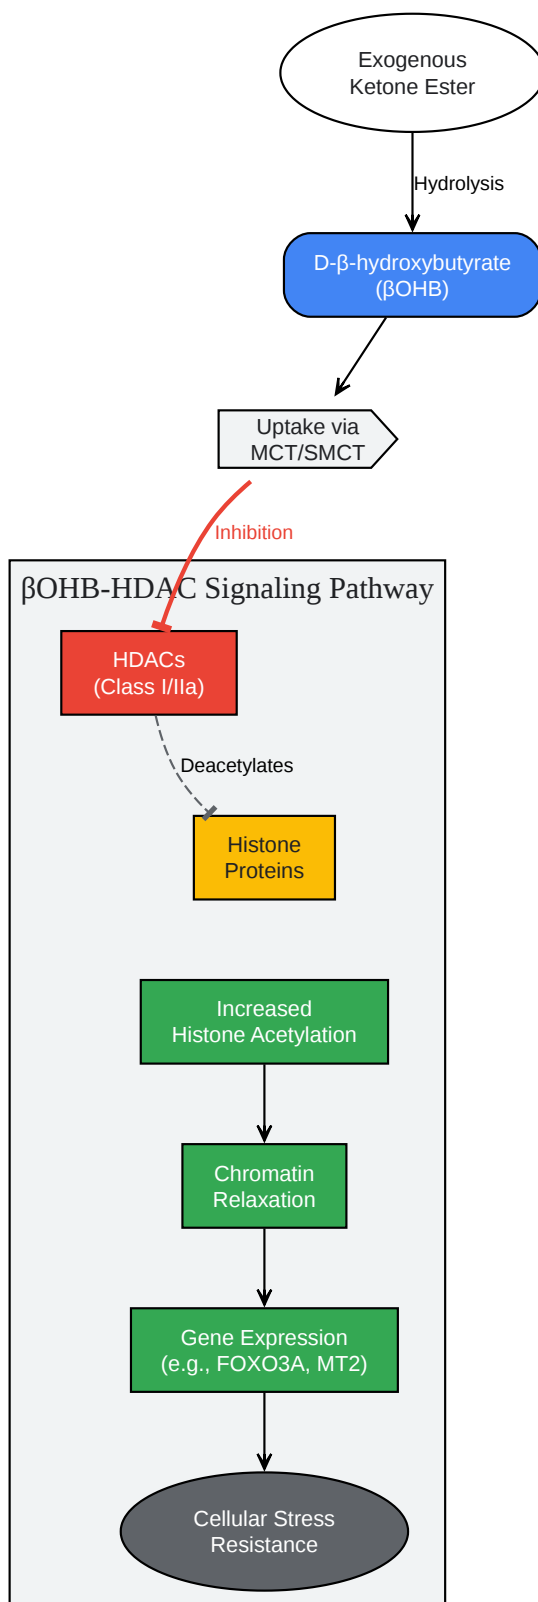 Exogenous
Ketone Ester
Hydrolysis
D-β-hydroxybutyrate
(βOHB)
Uptake via
MCT/SMCT
Inhibition
βOHB-HDAC Signaling Pathway
HDACs
(Class I/IIa)
Deacetylates
Histone
Proteins
Increased
Histone Acetylation
Chromatin
Relaxation
Gene Expression
(e.g., FOXO3A, MT2)
Cellular Stress
Resistance